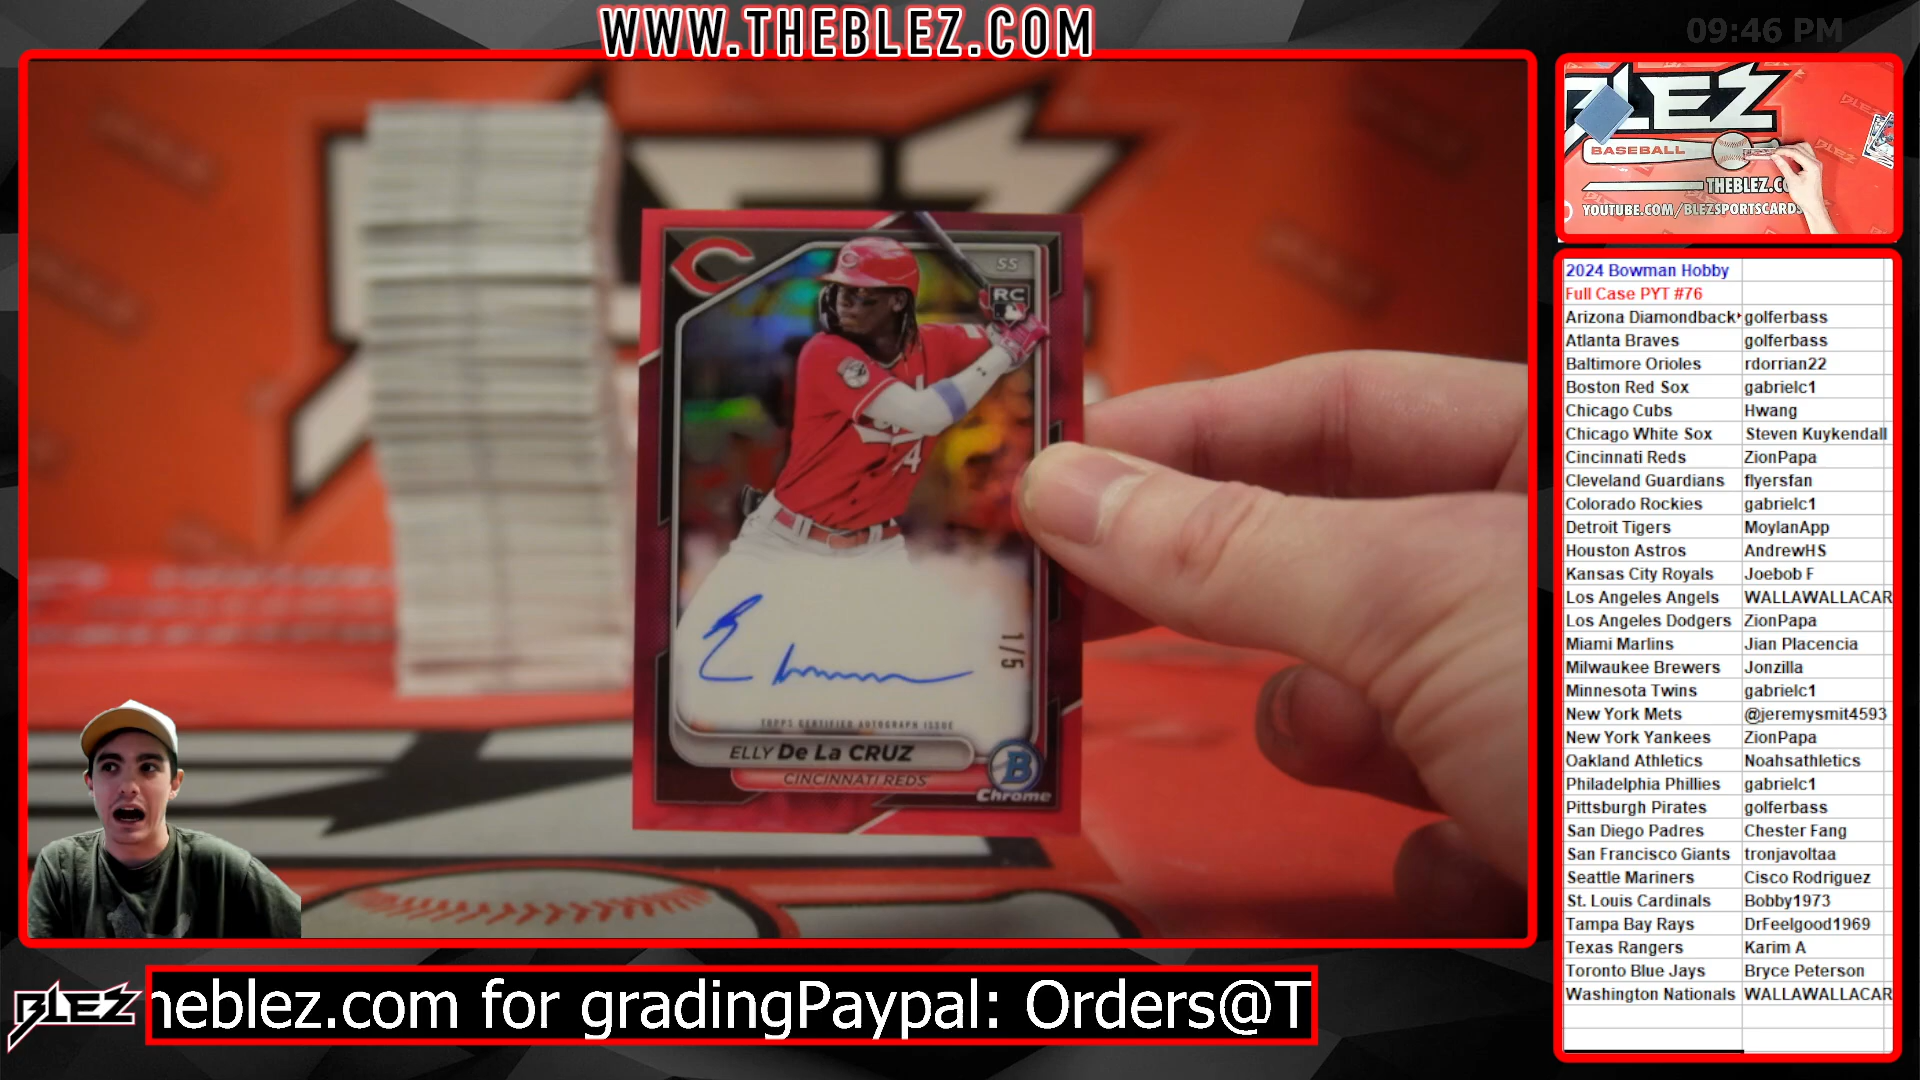 WWW.THEBLEZ.COM
09:46 PM
BLEZ
BASEBALL
THEBLEZ.CO
YOUTUBE.COM/BLEZSPORTSCARDS
SS
RC
4
1/5
TOPPS CERTIFIED AUTOGRAPH ISSUE
ELLY De La CRUZ
CINCINNATI REDS
B
Chrome
2024 Bowman Hobby
Full Case PYT #76
Arizona Diamondback golferbass
Atlanta Braves golferbass
Baltimore Orioles rdorrian22
Boston Red Sox gabrielc1
Chicago Cubs Hwang
Chicago White Sox Steven Kuykendall
Cincinnati Reds ZionPapa
Cleveland Guardians flyersfan
Colorado Rockies gabrielc1
Detroit Tigers MoylanApp
Houston Astros AndrewHS
Kansas City Royals Joebob F
Los Angeles Angels WALLAWALLACAR
Los Angeles Dodgers ZionPapa
Miami Marlins Jian Placencia
Milwaukee Brewers Jonzilla
Minnesota Twins gabrielc1
New York Mets @jeremysmit4593
New York Yankees ZionPapa
Oakland Athletics Noahsathletics
Philadelphia Phillies gabrielc1
Pittsburgh Pirates golferbass
San Diego Padres Chester Fang
San Francisco Giants tronjavoltaa
Seattle Mariners Cisco Rodriguez
St. Louis Cardinals Bobby1973
Tampa Bay Rays DrFeelgood1969
Texas Rangers Karim A
Toronto Blue Jays Bryce Peterson
Washington Nationals WALLAWALLACAR
BLEZ
heblez.com for gradingPaypal: Orders@T